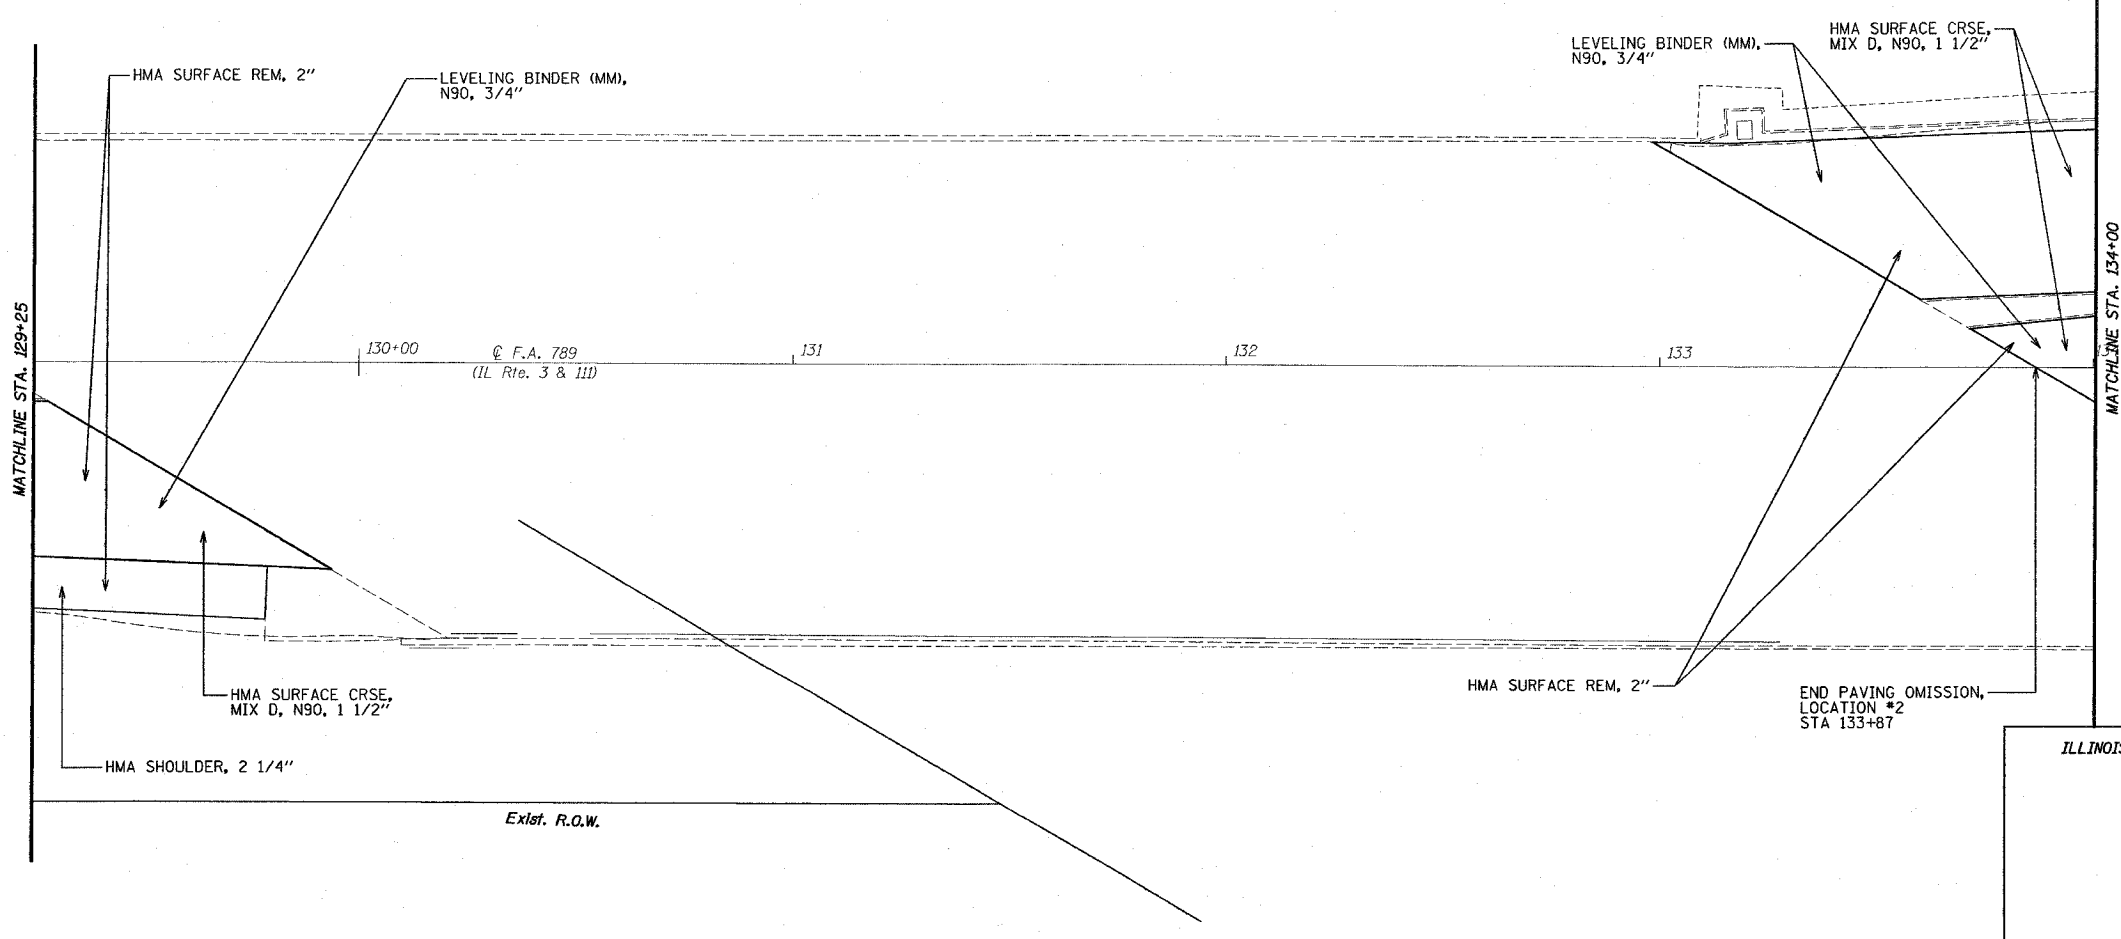 HMA SURFACE REM, 2"
LEVELING BINDER (MM),
N90, 3/4"
LEVELING BINDER (MM),
N90, 3/4"
HMA SURFACE CRSE,
MIX D, N90, 1 1/2"
MATCHLINE STA. 129+25
130+00
℄ F.A. 789
(IL Rte. 3 & 111)
131
132
133
MATCHLINE STA. 134+00
HMA SURFACE CRSE,
MIX D, N90, 1 1/2"
HMA SHOULDER, 2 1/4"
Exist. R.O.W.
HMA SURFACE REM, 2"
END PAVING OMISSION,
LOCATION #2
STA 133+87
ILLINOIS